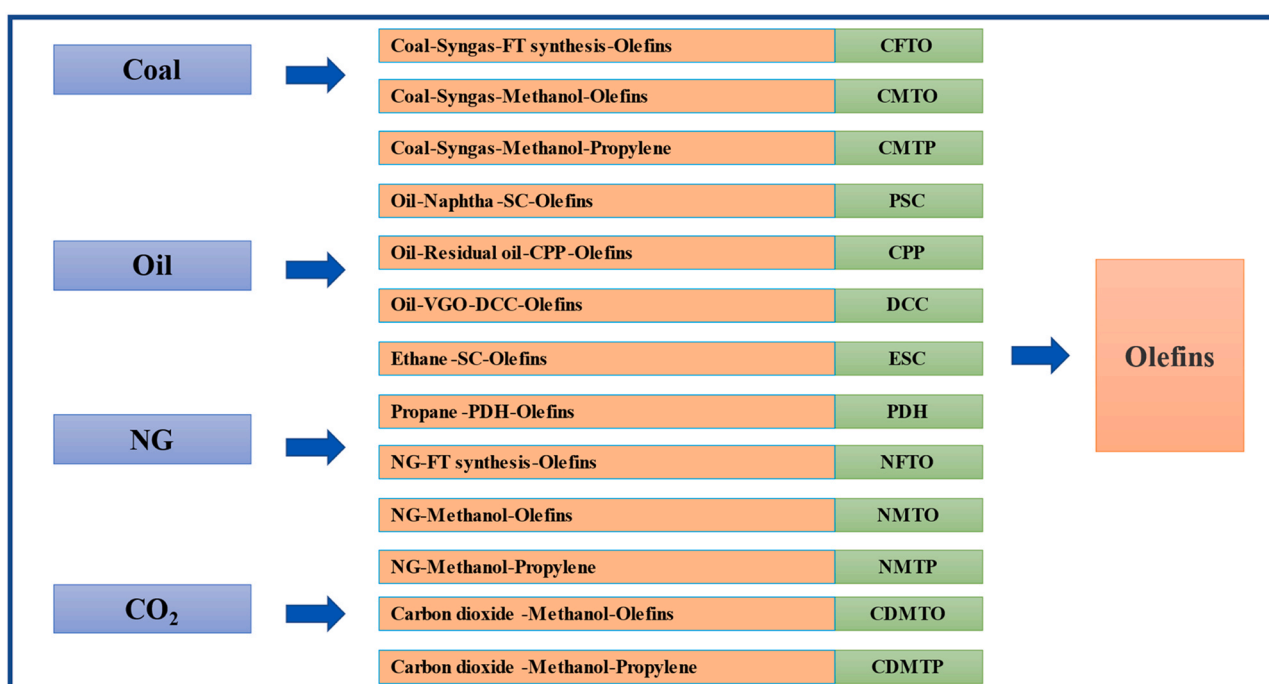 Coal
Coal-Syngas-FT synthesis-Olefins CFTO
Coal-Syngas-Methanol-Olefins CMTO
Coal-Syngas-Methanol-Propylene CMTP
Oil
Oil-Naphtha -SC-Olefins PSC
Oil-Residual oil-CPP-Olefins CPP
Oil-VGO-DCC-Olefins DCC
Ethane -SC-Olefins ESC
NG
Propane -PDH-Olefins PDH
NG-FT synthesis-Olefins NFTO
NG-Methanol-Olefins NMTO
NG-Methanol-Propylene NMTP
CO₂
Carbon dioxide -Methanol-Olefins CDMTO
Carbon dioxide -Methanol-Propylene CDMTP
Olefins